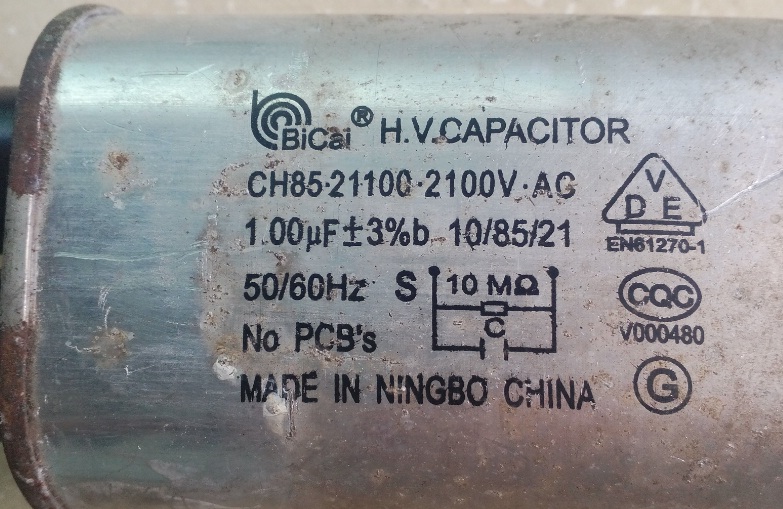 BiCai ® H.V.CAPACITOR
CH85·21100·2100V·AC
1.00µF±3%b 10/85/21
50/60Hz S 10 MΩ
C
No PCB's
MADE IN NINGBO CHINA
VDE
EN61270-1
CQC
V000480
G